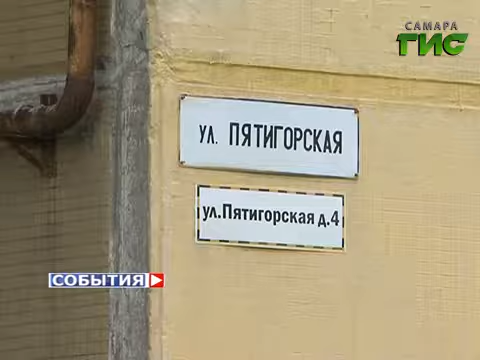 САМАРА
ГИС
УЛ. ПЯТИГОРСКАЯ
ул.Пятигорская д.4
СОБЫТИЯ